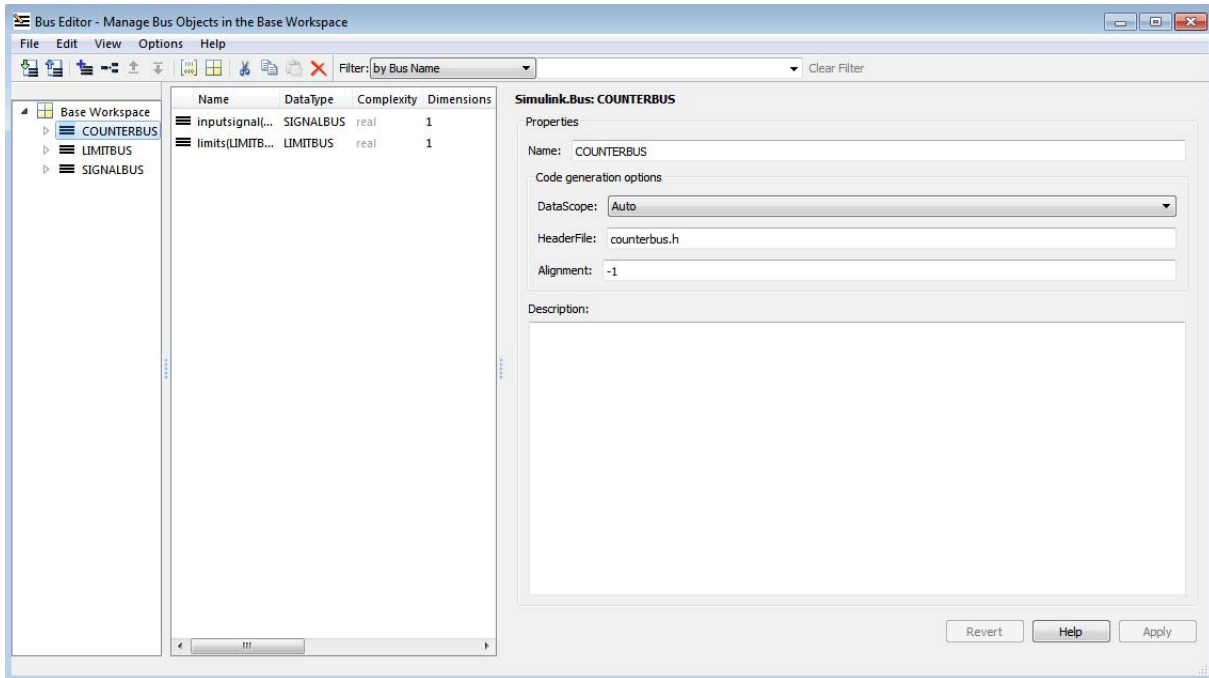 Bus Editor - Manage Bus Objects in the Base Workspace
File Edit View Options Help
Filter: by Bus Name Clear Filter
Base Workspace
COUNTERBUS
LIMITBUS
SIGNALBUS
Name DataType Complexity Dimensions
inputsignal(... SIGNALBUS real 1
limits(LIMITB... LIMITBUS real 1
Simulink.Bus: COUNTERBUS
Properties
Name: COUNTERBUS
Code generation options
DataScope: Auto
HeaderFile: counterbus.h
Alignment: -1
Description:
Revert Help Apply